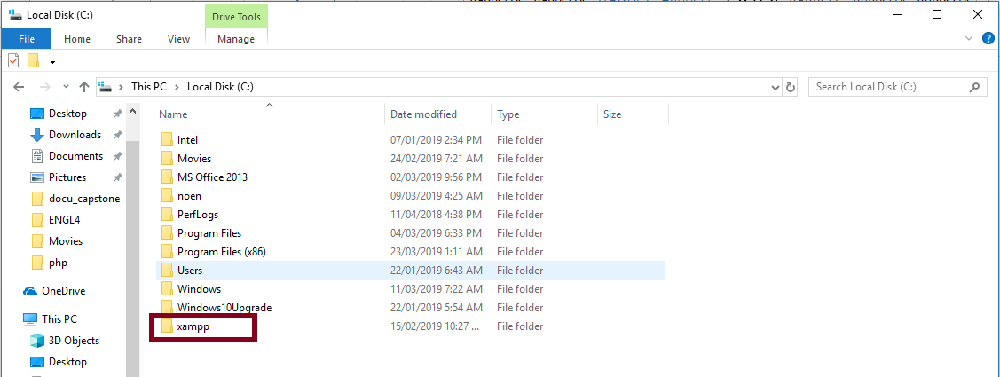 Local Disk (C:)
Drive Tools
File Home Share View Manage
This PC Local Disk (C:)
Search Local Disk (C:)
Desktop
Downloads
Documents
Pictures
docu_capstone
ENGL4
Movies
php
OneDrive
This PC
3D Objects
Desktop
Name Date modified Type Size
Intel 07/01/2019 2:34 PM File folder
Movies 24/02/2019 7:21 AM File folder
MS Office 2013 02/03/2019 9:56 PM File folder
noen 09/03/2019 4:25 AM File folder
PerfLogs 11/04/2018 4:38 PM File folder
Program Files 04/03/2019 6:33 PM File folder
Program Files (x86) 23/03/2019 1:11 AM File folder
Users 22/01/2019 6:43 AM File folder
Windows 11/03/2019 7:22 AM File folder
Windows10Upgrade 22/01/2019 5:54 AM File folder
xampp 15/02/2019 10:27 ... File folder